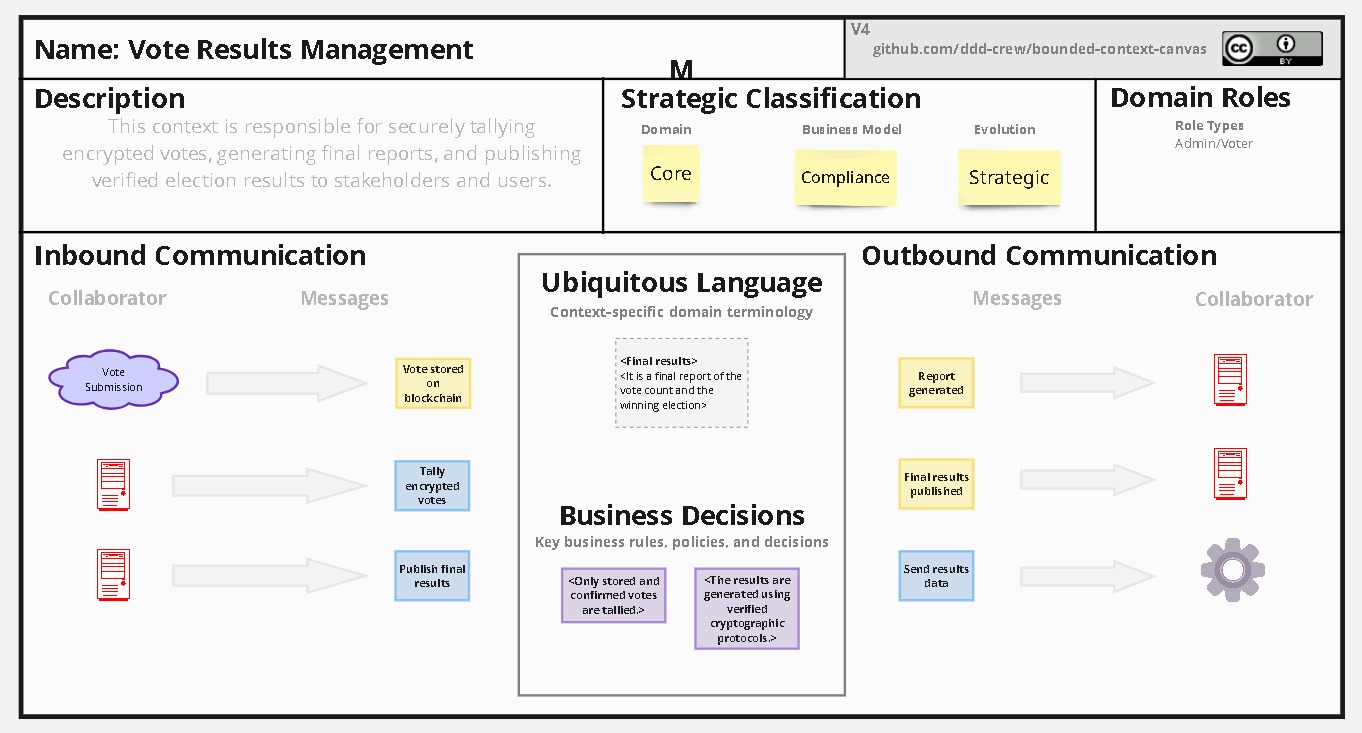 Name: Vote Results Management
V4
github.com/ddd-crew/bounded-context-canvas
cc
BY
M
Description
This context is responsible for securely tallying
encrypted votes, generating final reports, and publishing
verified election results to stakeholders and users.
Strategic Classification
Domain
Business Model
Evolution
Core
Compliance
Strategic
Domain Roles
Role Types
Admin/Voter
Inbound Communication
Collaborator
Messages
Vote
Submission
Vote stored
on
blockchain
Tally
encrypted
votes
Publish final
results
Ubiquitous Language
Context-specific domain terminology
<Final results>
<It is a final report of the
vote count and the
winning election>
Business Decisions
Key business rules, policies, and decisions
<Only stored and
confirmed votes
are tallied.>
<The results are
generated using
verified
cryptographic
protocols.>
Outbound Communication
Messages
Collaborator
Report
generated
Final results
published
Send results
data